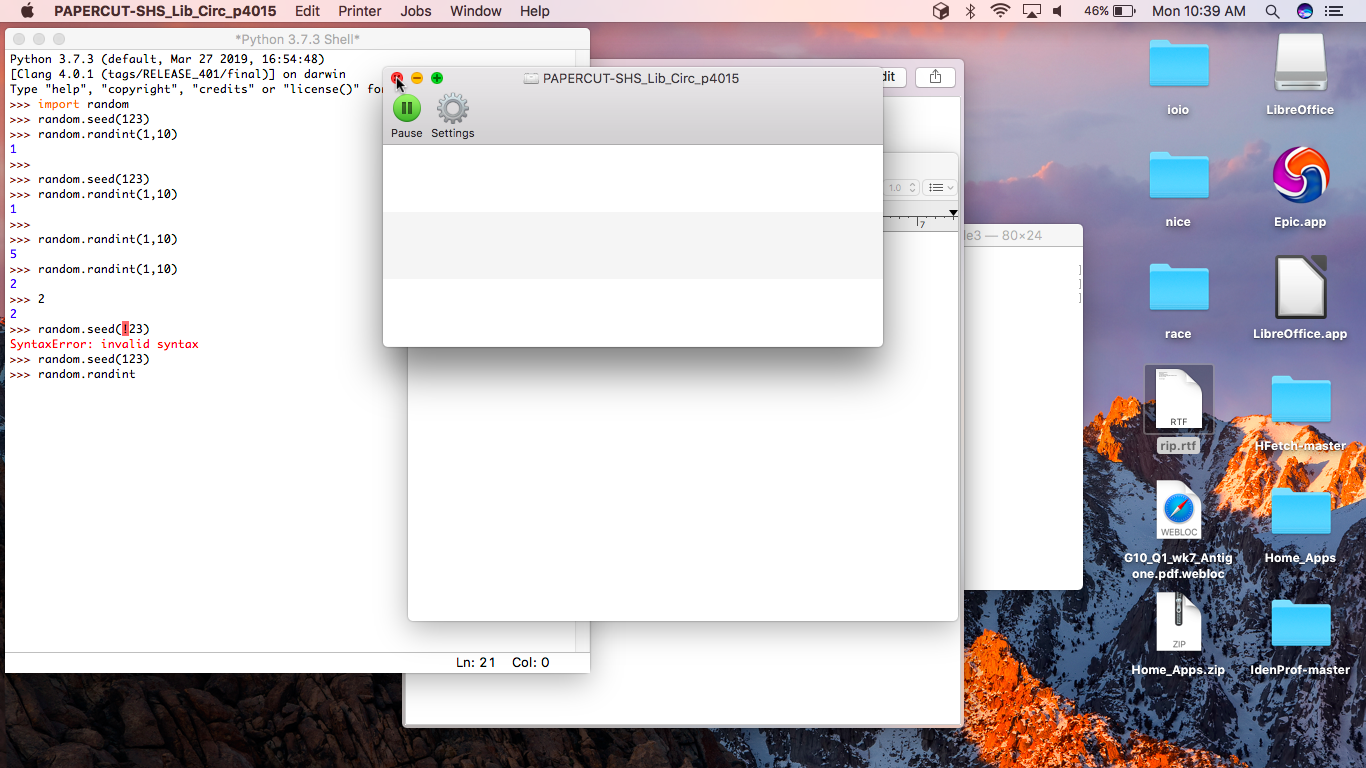 PAPERCUT-SHS_Lib_Circ_p4015 Edit Printer Jobs Window Help 46% Mon 10:39 AM
*Python 3.7.3 Shell*
Python 3.7.3 (default, Mar 27 2019, 16:54:48)
[Clang 4.0.1 (tags/RELEASE_401/final)] on darwin
Type "help", "copyright", "credits" or "license()" for
>>> import random
>>> random.seed(123)
>>> random.randint(1,10)
1
>>>
>>> random.seed(123)
>>> random.randint(1,10)
1
>>>
>>> random.randint(1,10)
5
>>> random.randint(1,10)
2
>>> 2
2
>>> random.seed(!23)
SyntaxError: invalid syntax
>>> random.seed(123)
>>> random.randint
Ln: 21 Col: 0
PAPERCUT-SHS_Lib_Circ_p4015
Pause Settings
dit
1.0
7
le3 — 80×24
ioio
LibreOffice
nice
Epic.app
race
LibreOffice.app
RTF
rip.rtf
HFetch-master
WEBLOC
G10_Q1_wk7_Antig
one.pdf.webloc
Home_Apps
ZIP
Home_Apps.zip
IdenProf-master